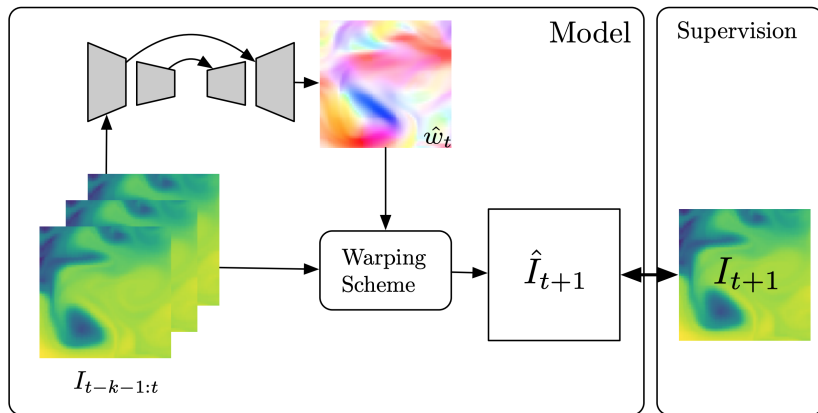 Model
Supervision
ŵ_t
Warping
Scheme
Î_{t+1}
I_{t+1}
I_{t−k−1:t}